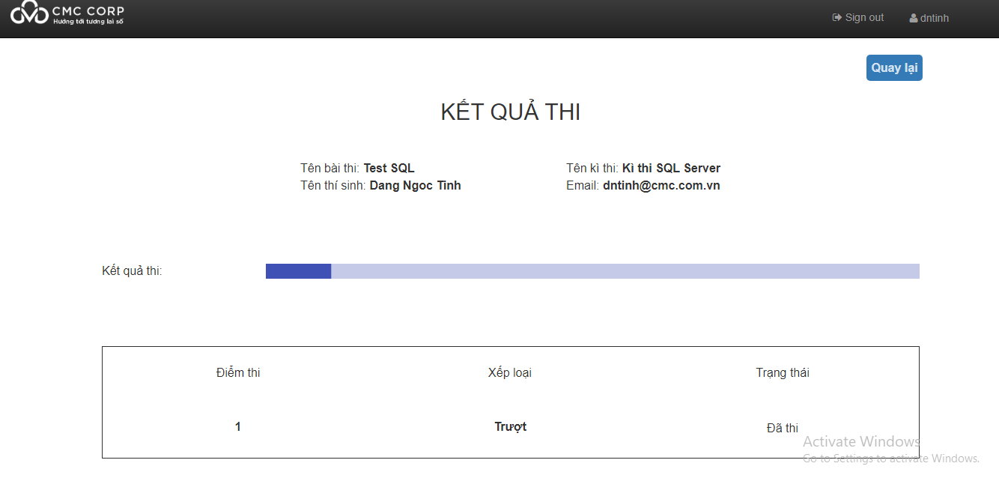 CMC CORP
Hướng tới tương lai số
Sign out
dntinh
Quay lại
KẾT QUẢ THI
Tên bài thi: Test SQL
Tên kì thi: Kì thi SQL Server
Tên thí sinh: Dang Ngoc Tinh
Email: dntinh@cmc.com.vn
Kết quả thi:
Điểm thi
Xếp loại
Trạng thái
1
Trượt
Đã thi
Activate Windows
Go to Settings to activate Windows.